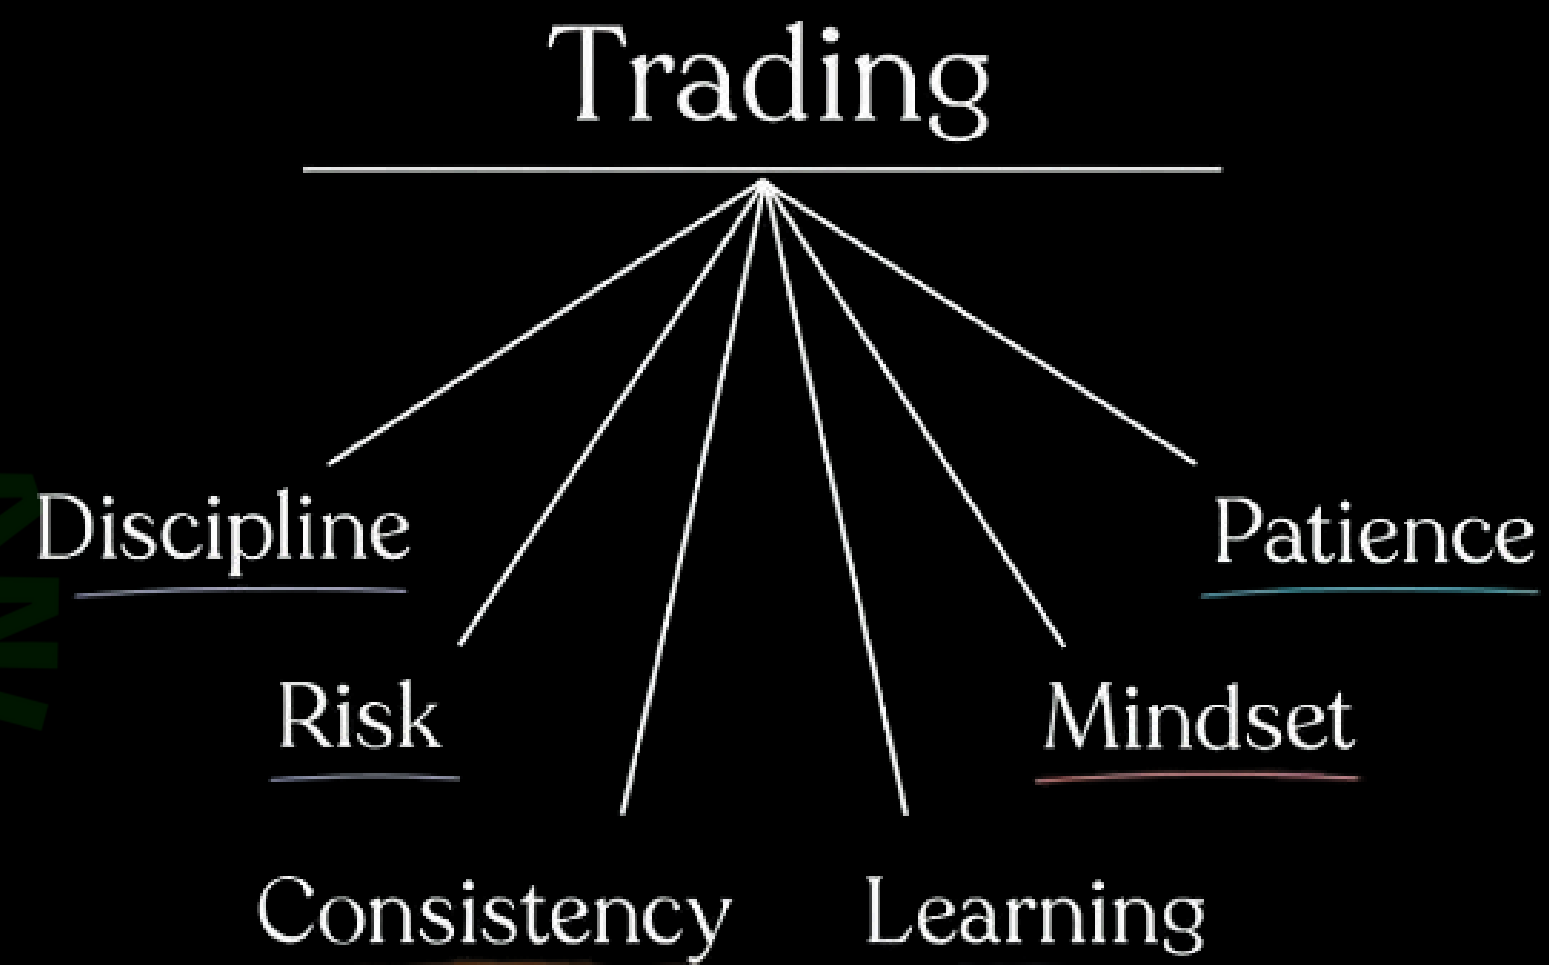 Trading
Discipline
Patience
Risk
Mindset
Consistency
Learning